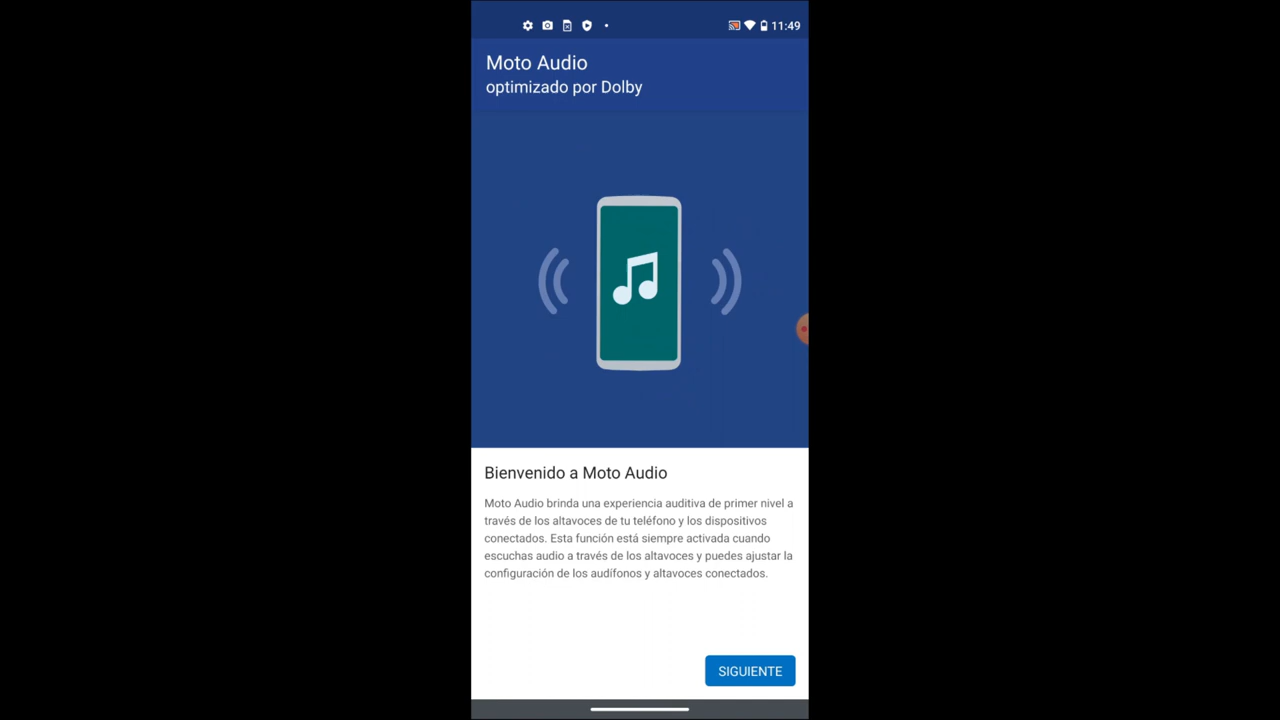 11:49
Moto Audio
optimizado por Dolby
Bienvenido a Moto Audio
Moto Audio brinda una experiencia auditiva de primer nivel a
través de los altavoces de tu teléfono y los dispositivos
conectados. Esta función está siempre activada cuando
escuchas audio a través de los altavoces y puedes ajustar la
configuración de los audífonos y altavoces conectados.
SIGUIENTE